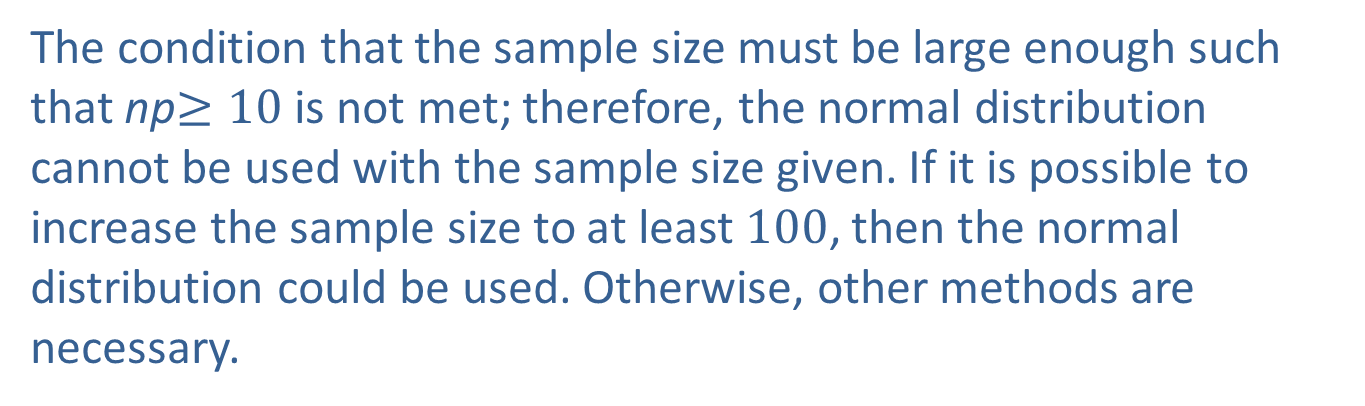 The condition that the sample size must be large enough such
that np≥ 10 is not met; therefore, the normal distribution
cannot be used with the sample size given. If it is possible to
increase the sample size to at least 100, then the normal
distribution could be used. Otherwise, other methods are
necessary.